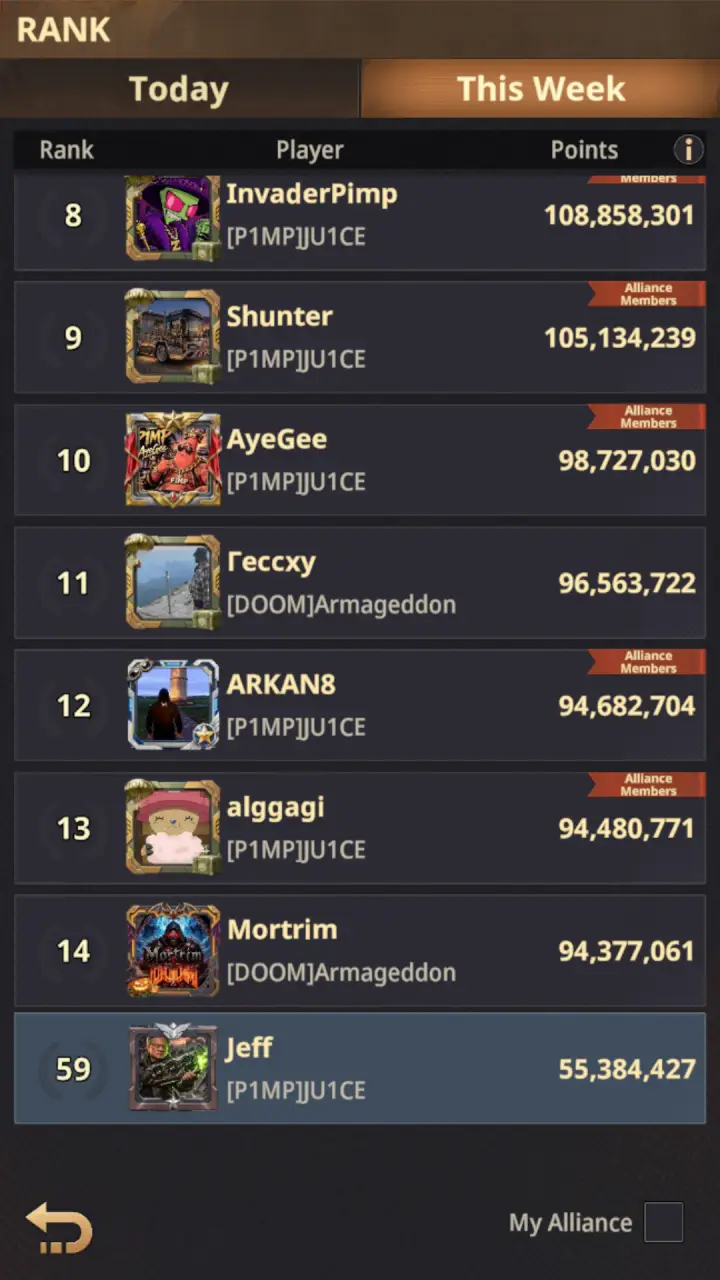 RANK
Today
This Week
Rank
Player
Points
i
Members
8
InvaderPimp
[P1MP]JU1CE
108,858,301
Alliance
Members
9
Shunter
[P1MP]JU1CE
105,134,239
Alliance
Members
10
AyeGee
[P1MP]JU1CE
98,727,030
11
Гессху
[DOOM]Armageddon
96,563,722
Alliance
Members
12
ARKAN8
[P1MP]JU1CE
94,682,704
Alliance
Members
13
alggagi
[P1MP]JU1CE
94,480,771
14
Mortrim
[DOOM]Armageddon
94,377,061
59
Jeff
[P1MP]JU1CE
55,384,427
My Alliance